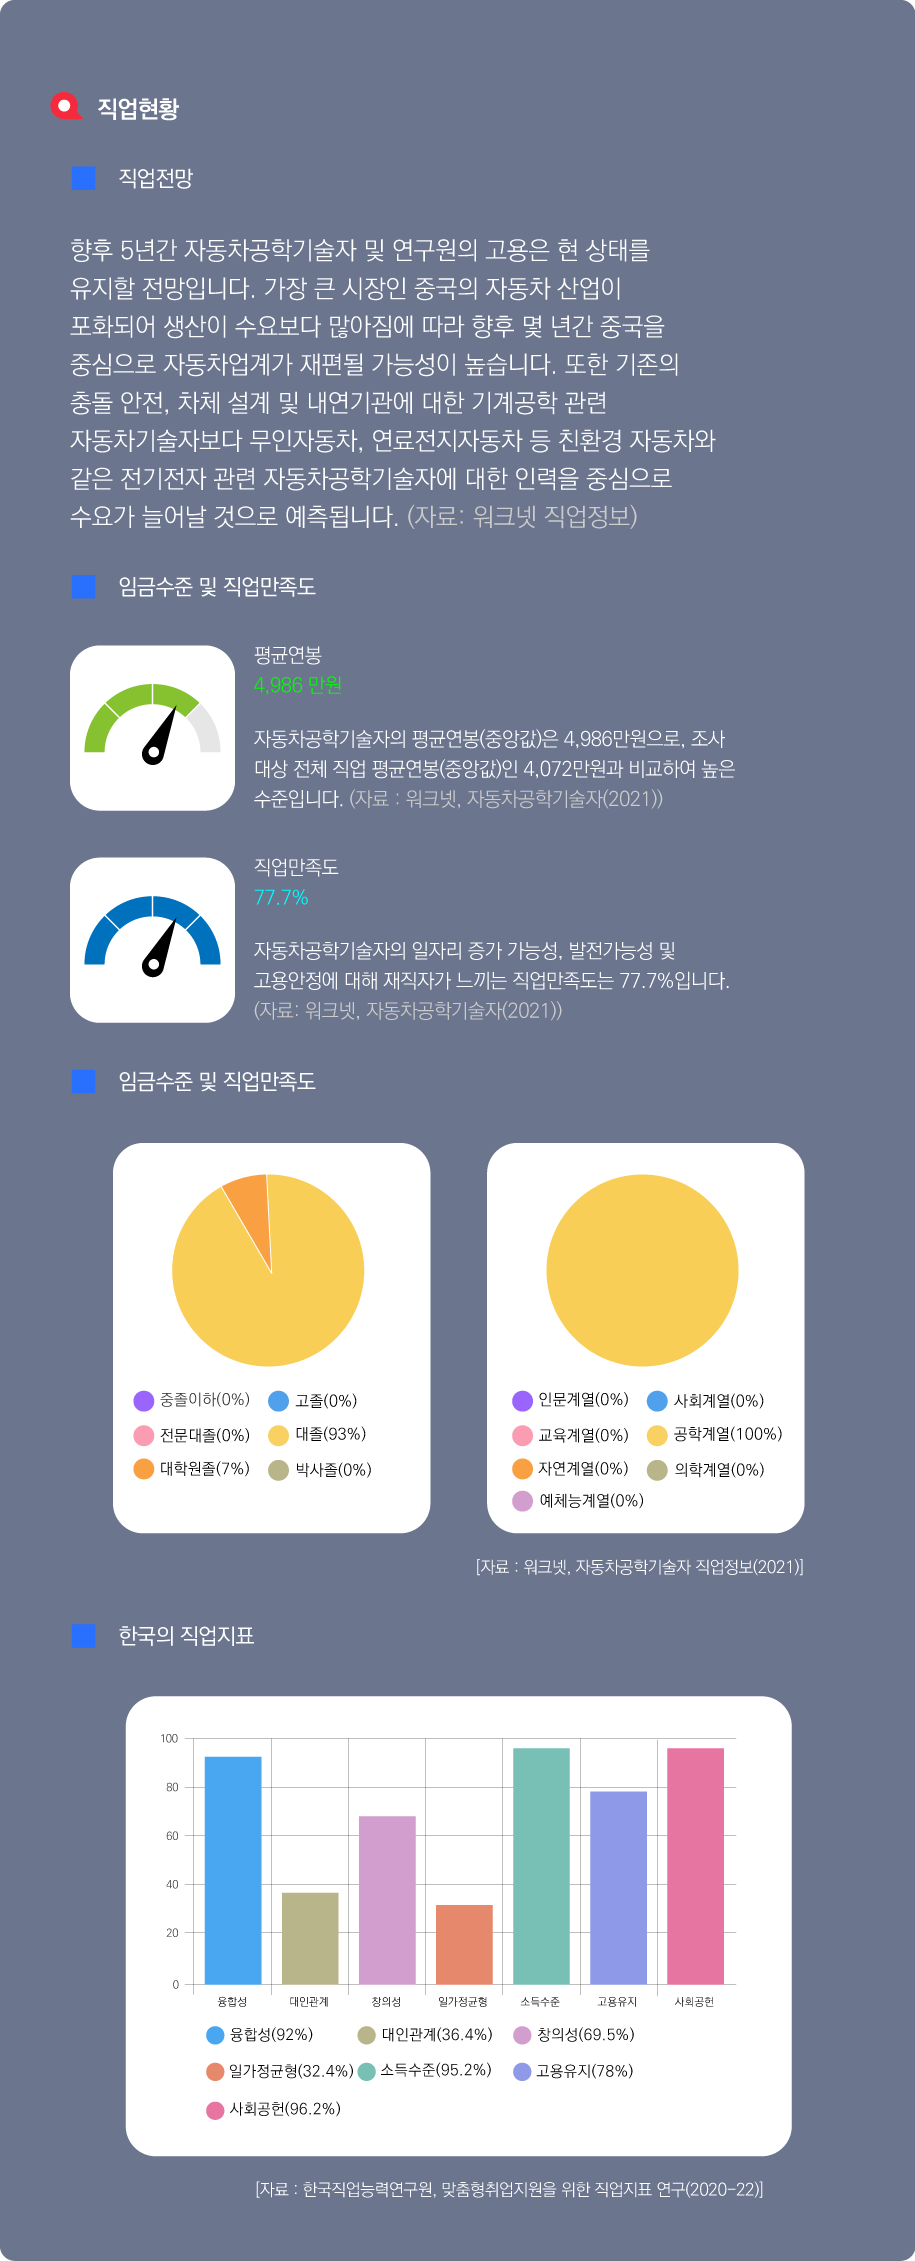 직업현황
직업전망
향후 5년간 자동차공학기술자 및 연구원의 고용은 현 상태를
유지할 전망입니다. 가장 큰 시장인 중국의 자동차 산업이
포화되어 생산이 수요보다 많아짐에 따라 향후 몇 년간 중국을
중심으로 자동차업계가 재편될 가능성이 높습니다. 또한 기존의
충돌 안전, 차체 설계 및 내연기관에 대한 기계공학 관련
자동차기술자보다 무인자동차, 연료전지자동차 등 친환경 자동차와
같은 전기전자 관련 자동차공학기술자에 대한 인력을 중심으로
수요가 늘어날 것으로 예측됩니다. (자료: 워크넷 직업정보)
임금수준 및 직업만족도
평균연봉
4,986 만원
자동차공학기술자의 평균연봉(중앙값)은 4,986만원으로, 조사
대상 전체 직업 평균연봉(중앙값)인 4,072만원과 비교하여 높은
수준입니다. (자료 : 워크넷, 자동차공학기술자(2021))
직업만족도
77.7%
자동차공학기술자의 일자리 증가 가능성, 발전가능성 및
고용안정에 대해 재직자가 느끼는 직업만족도는 77.7%입니다.
(자료: 워크넷, 자동차공학기술자(2021))
임금수준 및 직업만족도
중졸이하(0%) 고졸(0%)
전문대졸(0%) 대졸(93%)
대학원졸(7%) 박사졸(0%)
인문계열(0%) 사회계열(0%)
교육계열(0%) 공학계열(100%)
자연계열(0%) 의학계열(0%)
예체능계열(0%)
[자료 : 워크넷, 자동차공학기술자 직업정보(2021)]
한국의 직업지표
100
80
60
40
20
0
융합성 대인관계 창의성 일가정균형 소득수준 고용유지 사회공헌
융합성(92%) 대인관계(36.4%) 창의성(69.5%)
일가정균형(32.4%) 소득수준(95.2%) 고용유지(78%)
사회공헌(96.2%)
[자료 : 한국직업능력연구원, 맞춤형취업지원을 위한 직업지표 연구(2020-22)]